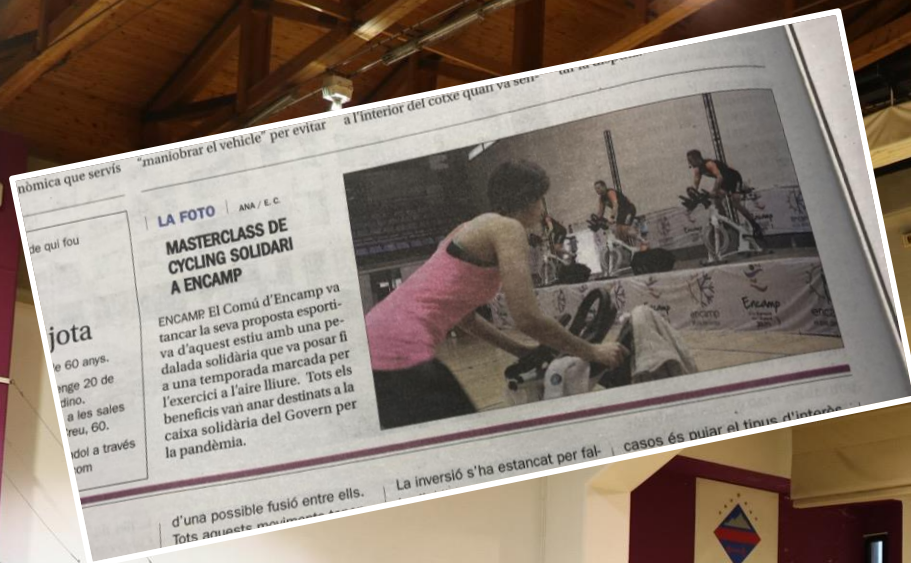 nòmica que servís
"maniobrar el vehicle" per evitar
a l'interior del cotxe quan va sen-
de qui fou
jota
60 anys.
enge 20 de
dino.
a les sales
reu, 60.
ndol a través
om
LA FOTO
ANA / E. C.
MASTERCLASS DE
CYCLING SOLIDARI
A ENCAMP
ENCAMP. El Comú d'Encamp va
tancar la seva proposta esporti-
va d'aquest estiu amb una pe-
dalada solidària que va posar fi
a una temporada marcada per
l'exercici a l'aire lliure. Tots els
beneficis van anar destinats a la
caixa solidària del Govern per
la pandèmia.
encamp
Encamp
d'una possible fusió entre ells.
Tots aquests moviments
La inversió s'ha estancat per fal-
casos és pujar el tipus d'interès